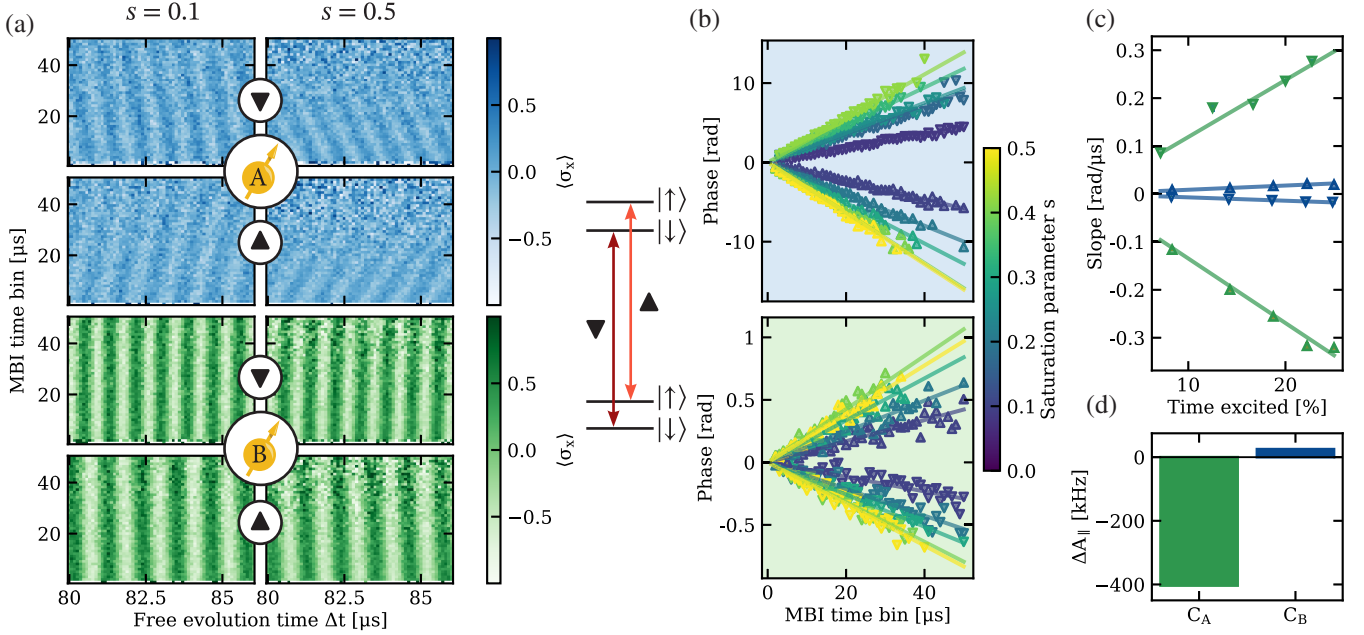 (a)
s = 0.1
s = 0.5
40
20
40
20
40
20
40
20
MBI time bin [μs]
A
B
80
82.5
80
82.5
85
Free evolution time Δt [μs]
0.5
0.0
−0.5
⟨σx⟩
0.5
0.0
−0.5
⟨σx⟩
|↑⟩
|↓⟩
|↑⟩
|↓⟩
(b)
10
0
-10
Phase [rad]
1
0.5
0
-0.5
Phase [rad]
0
20
40
MBI time bin [μs]
0.5
0.4
0.3
0.2
0.1
0.0
Saturation parameter s
(c)
0.3
0.2
0.1
0
-0.1
-0.2
-0.3
Slope [rad/μs]
10
20
Time excited [%]
(d)
0
−200
−400
ΔA∥ [kHz]
CA
CB